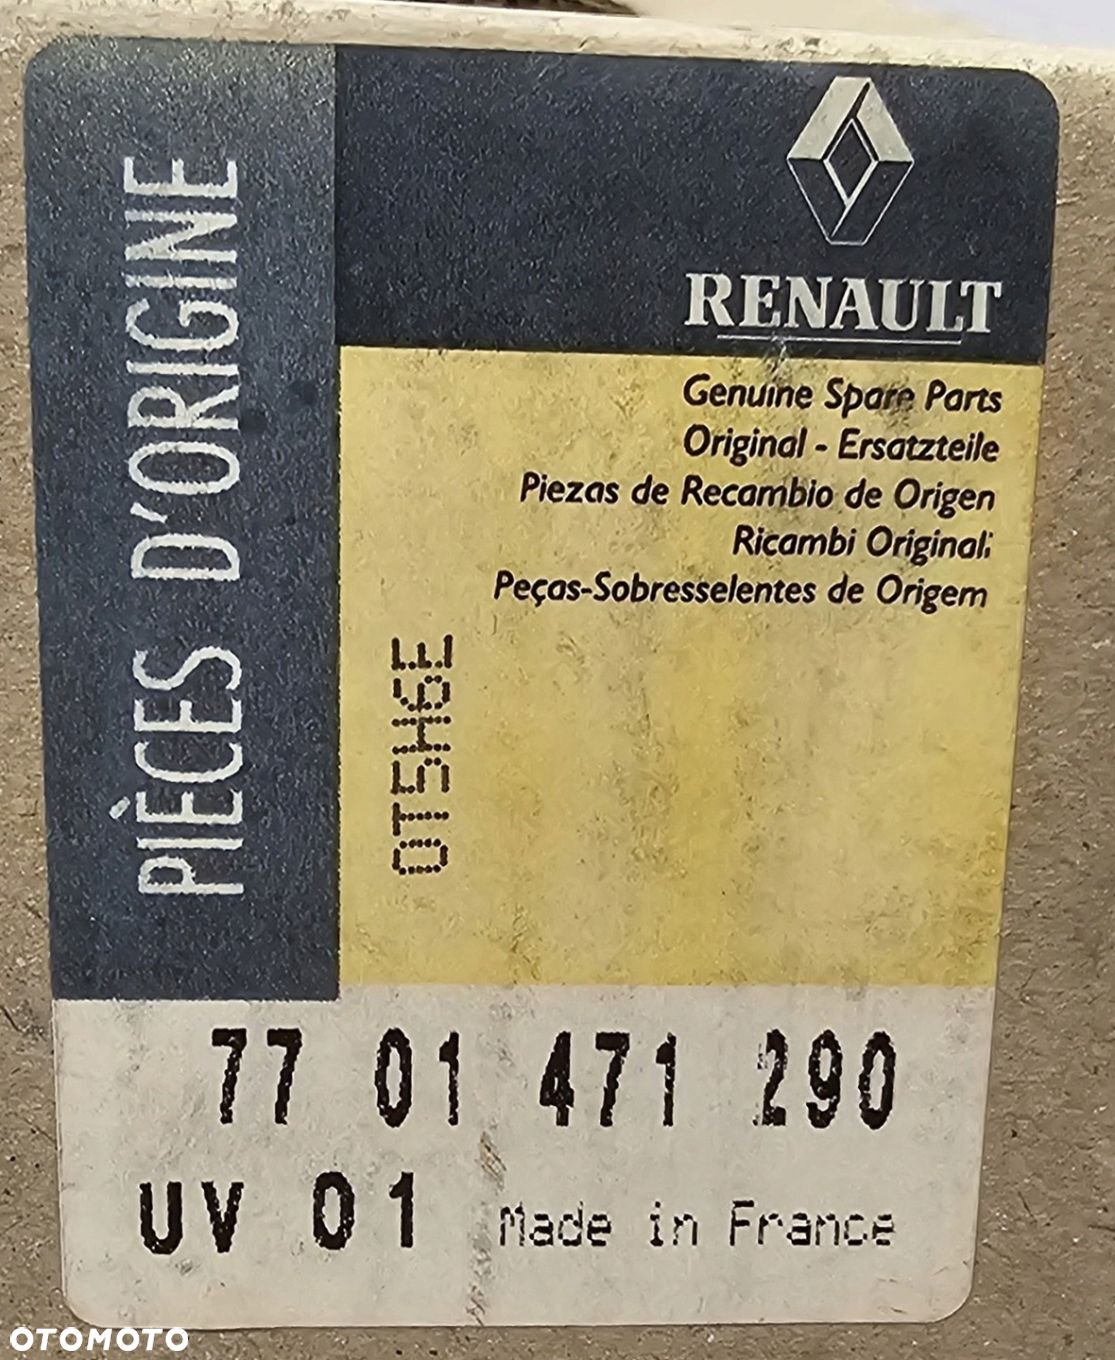 PIÈCES D'ORIGINE
RENAULT
Genuine Spare Parts
Original - Ersatzteile
Piezas de Recambio de Origen
Ricambi Originali
Peças-Sobresselentes de Origem
OT5H6E
77 01 471 290
UV 01 Made in France
OTOMOTO